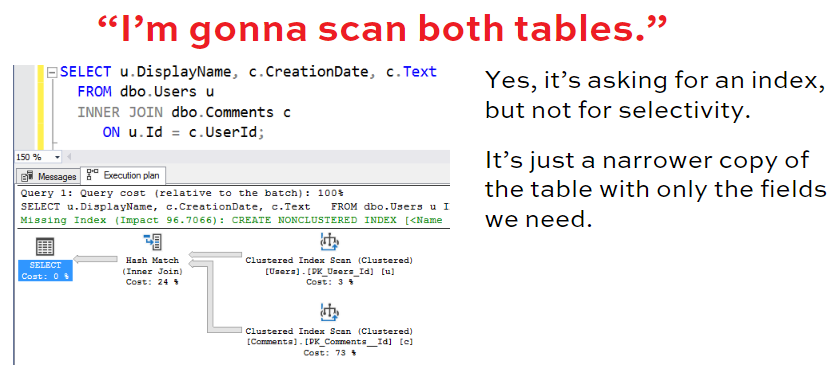 “I’m gonna scan both tables.”
SELECT u.DisplayName, c.CreationDate, c.Text
FROM dbo.Users u
INNER JOIN dbo.Comments c
ON u.Id = c.UserId;
150 %
Messages Execution plan
Query 1: Query cost (relative to the batch): 100%
SELECT u.DisplayName, c.CreationDate, c.Text FROM dbo.Users u I
Missing Index (Impact 96.7066): CREATE NONCLUSTERED INDEX [<Name
SELECT
Cost: 0 %
Hash Match
(Inner Join)
Cost: 24 %
Clustered Index Scan (Clustered)
[Users].[PK_Users_Id] [u]
Cost: 3 %
Clustered Index Scan (Clustered)
[Comments].[PK_Comments__Id] [c]
Cost: 73 %
Yes, it’s asking for an index,
but not for selectivity.
It’s just a narrower copy of
the table with only the fields
we need.